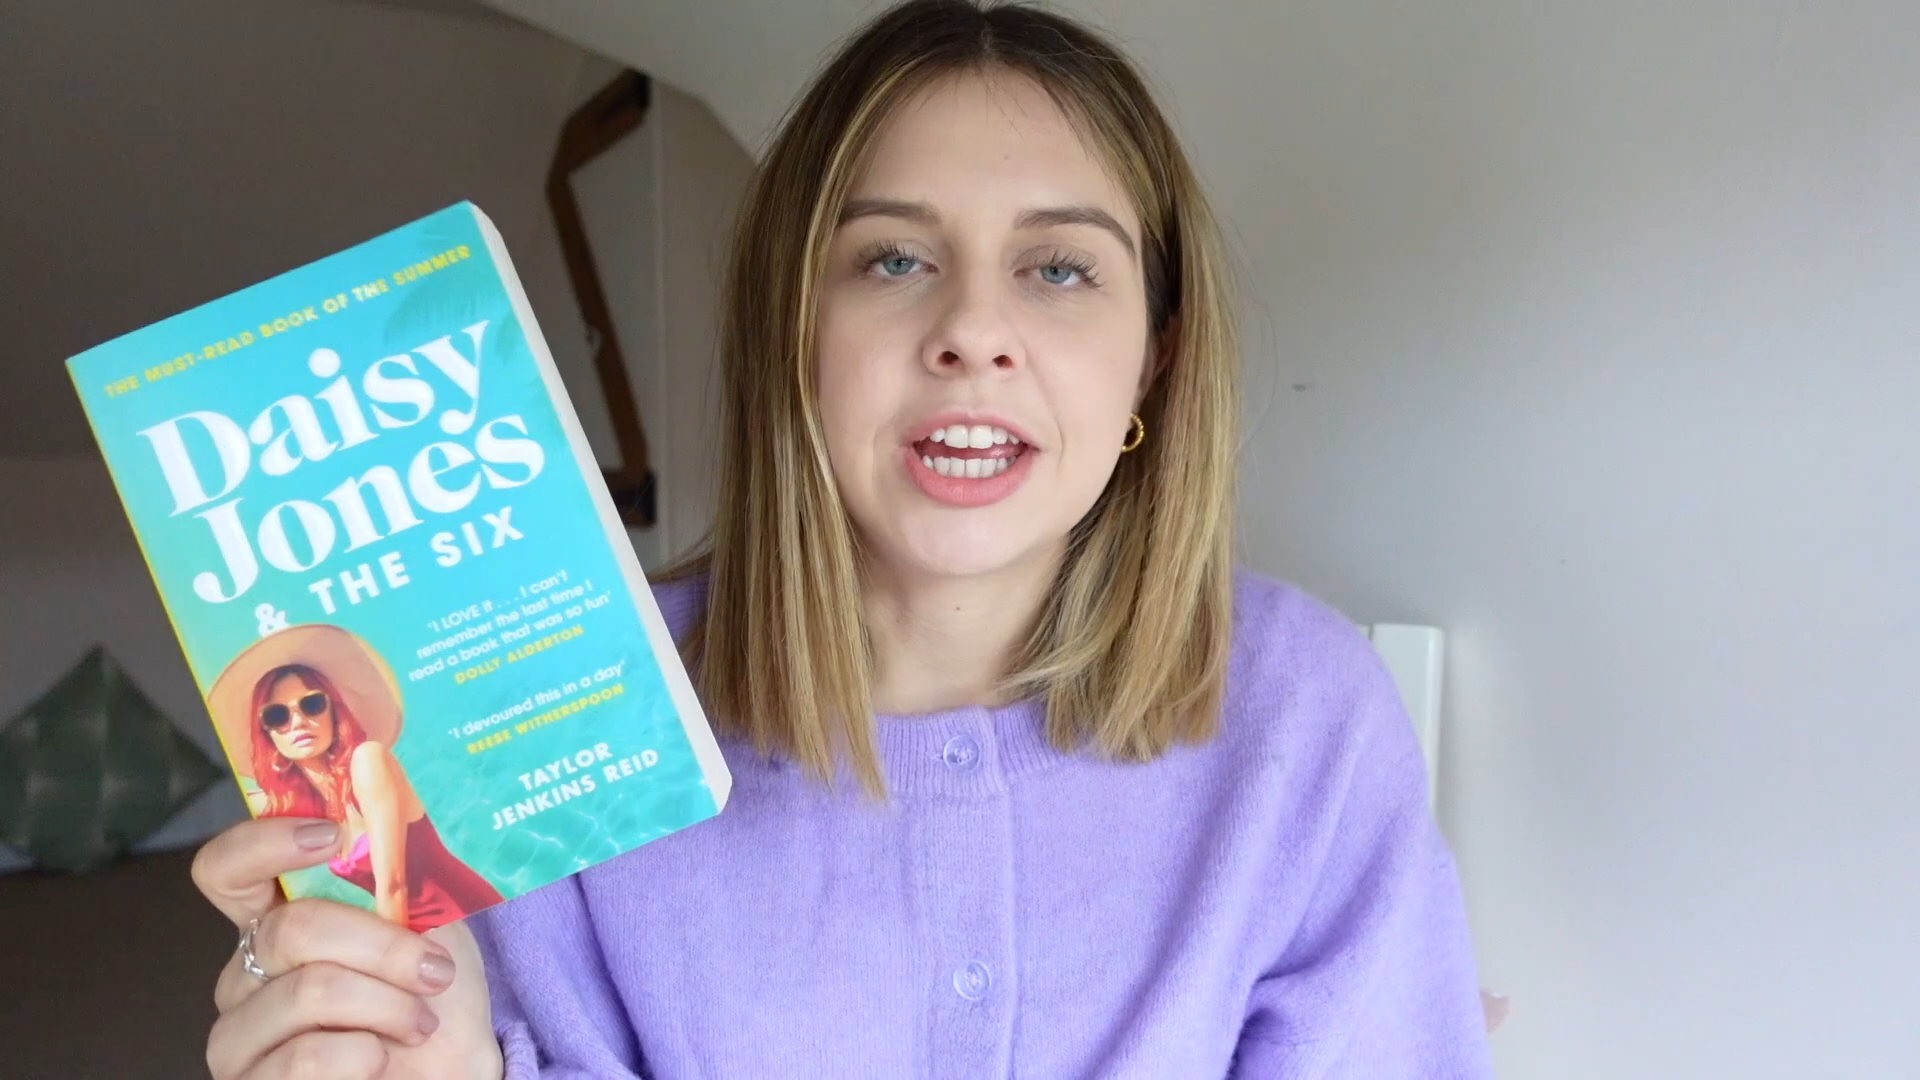 THE MUST-READ BOOK OF THE SUMMER
Daisy
Jones
& THE SIX
'I LOVE it . . . I can't
remember the last time I
read a book that was so fun'
DOLLY ALDERTON
'I devoured this in a day'
REESE WITHERSPOON
TAYLOR
JENKINS REID